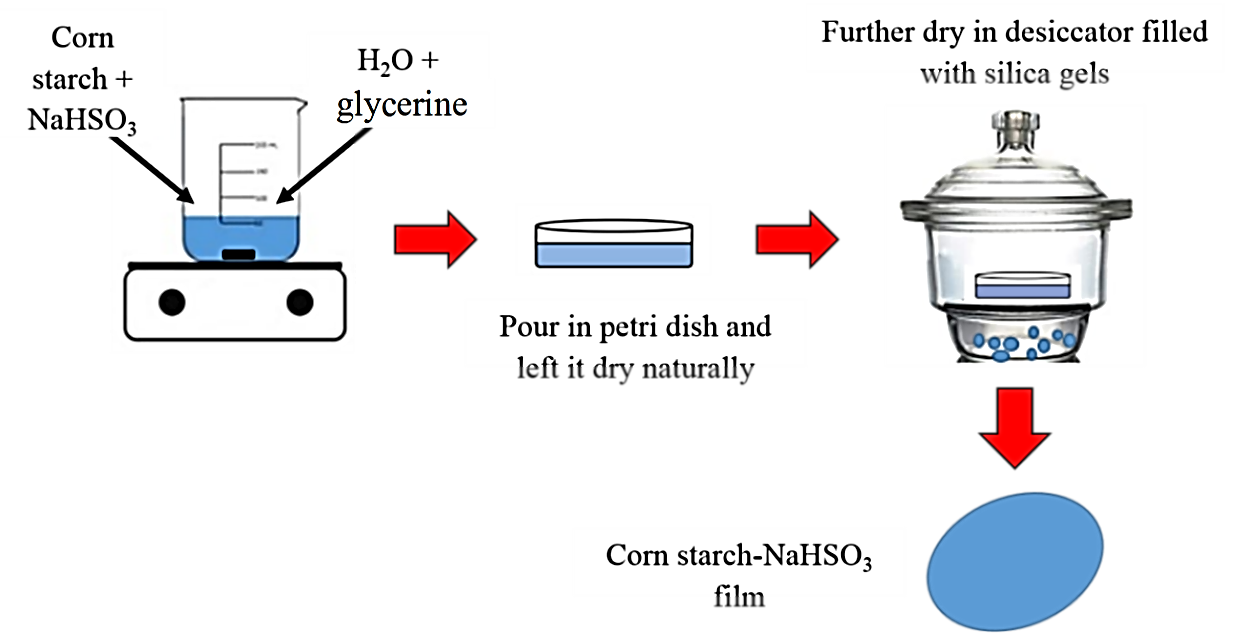 Corn
starch +
NaHSO₃
H₂O +
glycerine
Pour in petri dish and
left it dry naturally
Further dry in desiccator filled
with silica gels
Corn starch-NaHSO₃
film